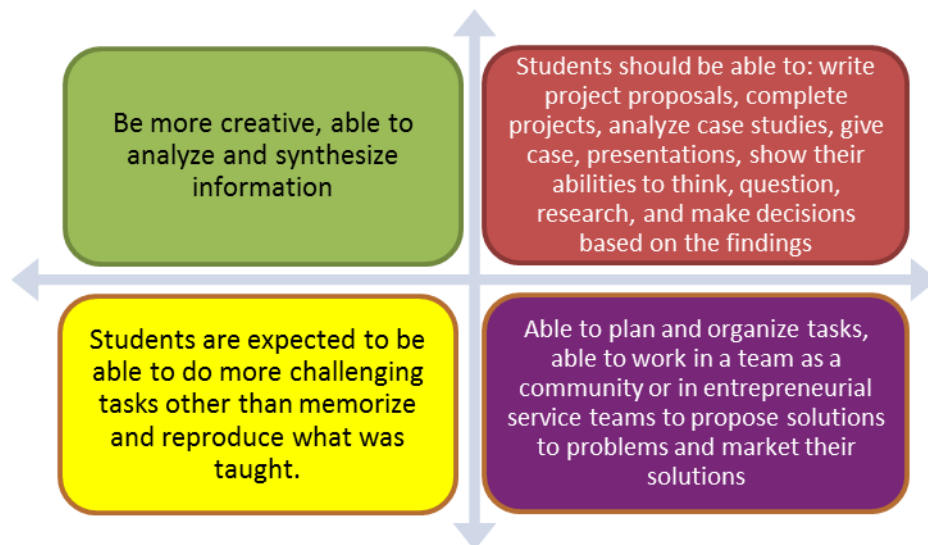 Be more creative, able to
analyze and synthesize
information
Students should be able to: write
project proposals, complete
projects, analyze case studies, give
case, presentations, show their
abilities to think, question,
research, and make decisions
based on the findings
Students are expected to be
able to do more challenging
tasks other than memorize
and reproduce what was
taught.
Able to plan and organize tasks,
able to work in a team as a
community or in entrepreneurial
service teams to propose solutions
to problems and market their
solutions